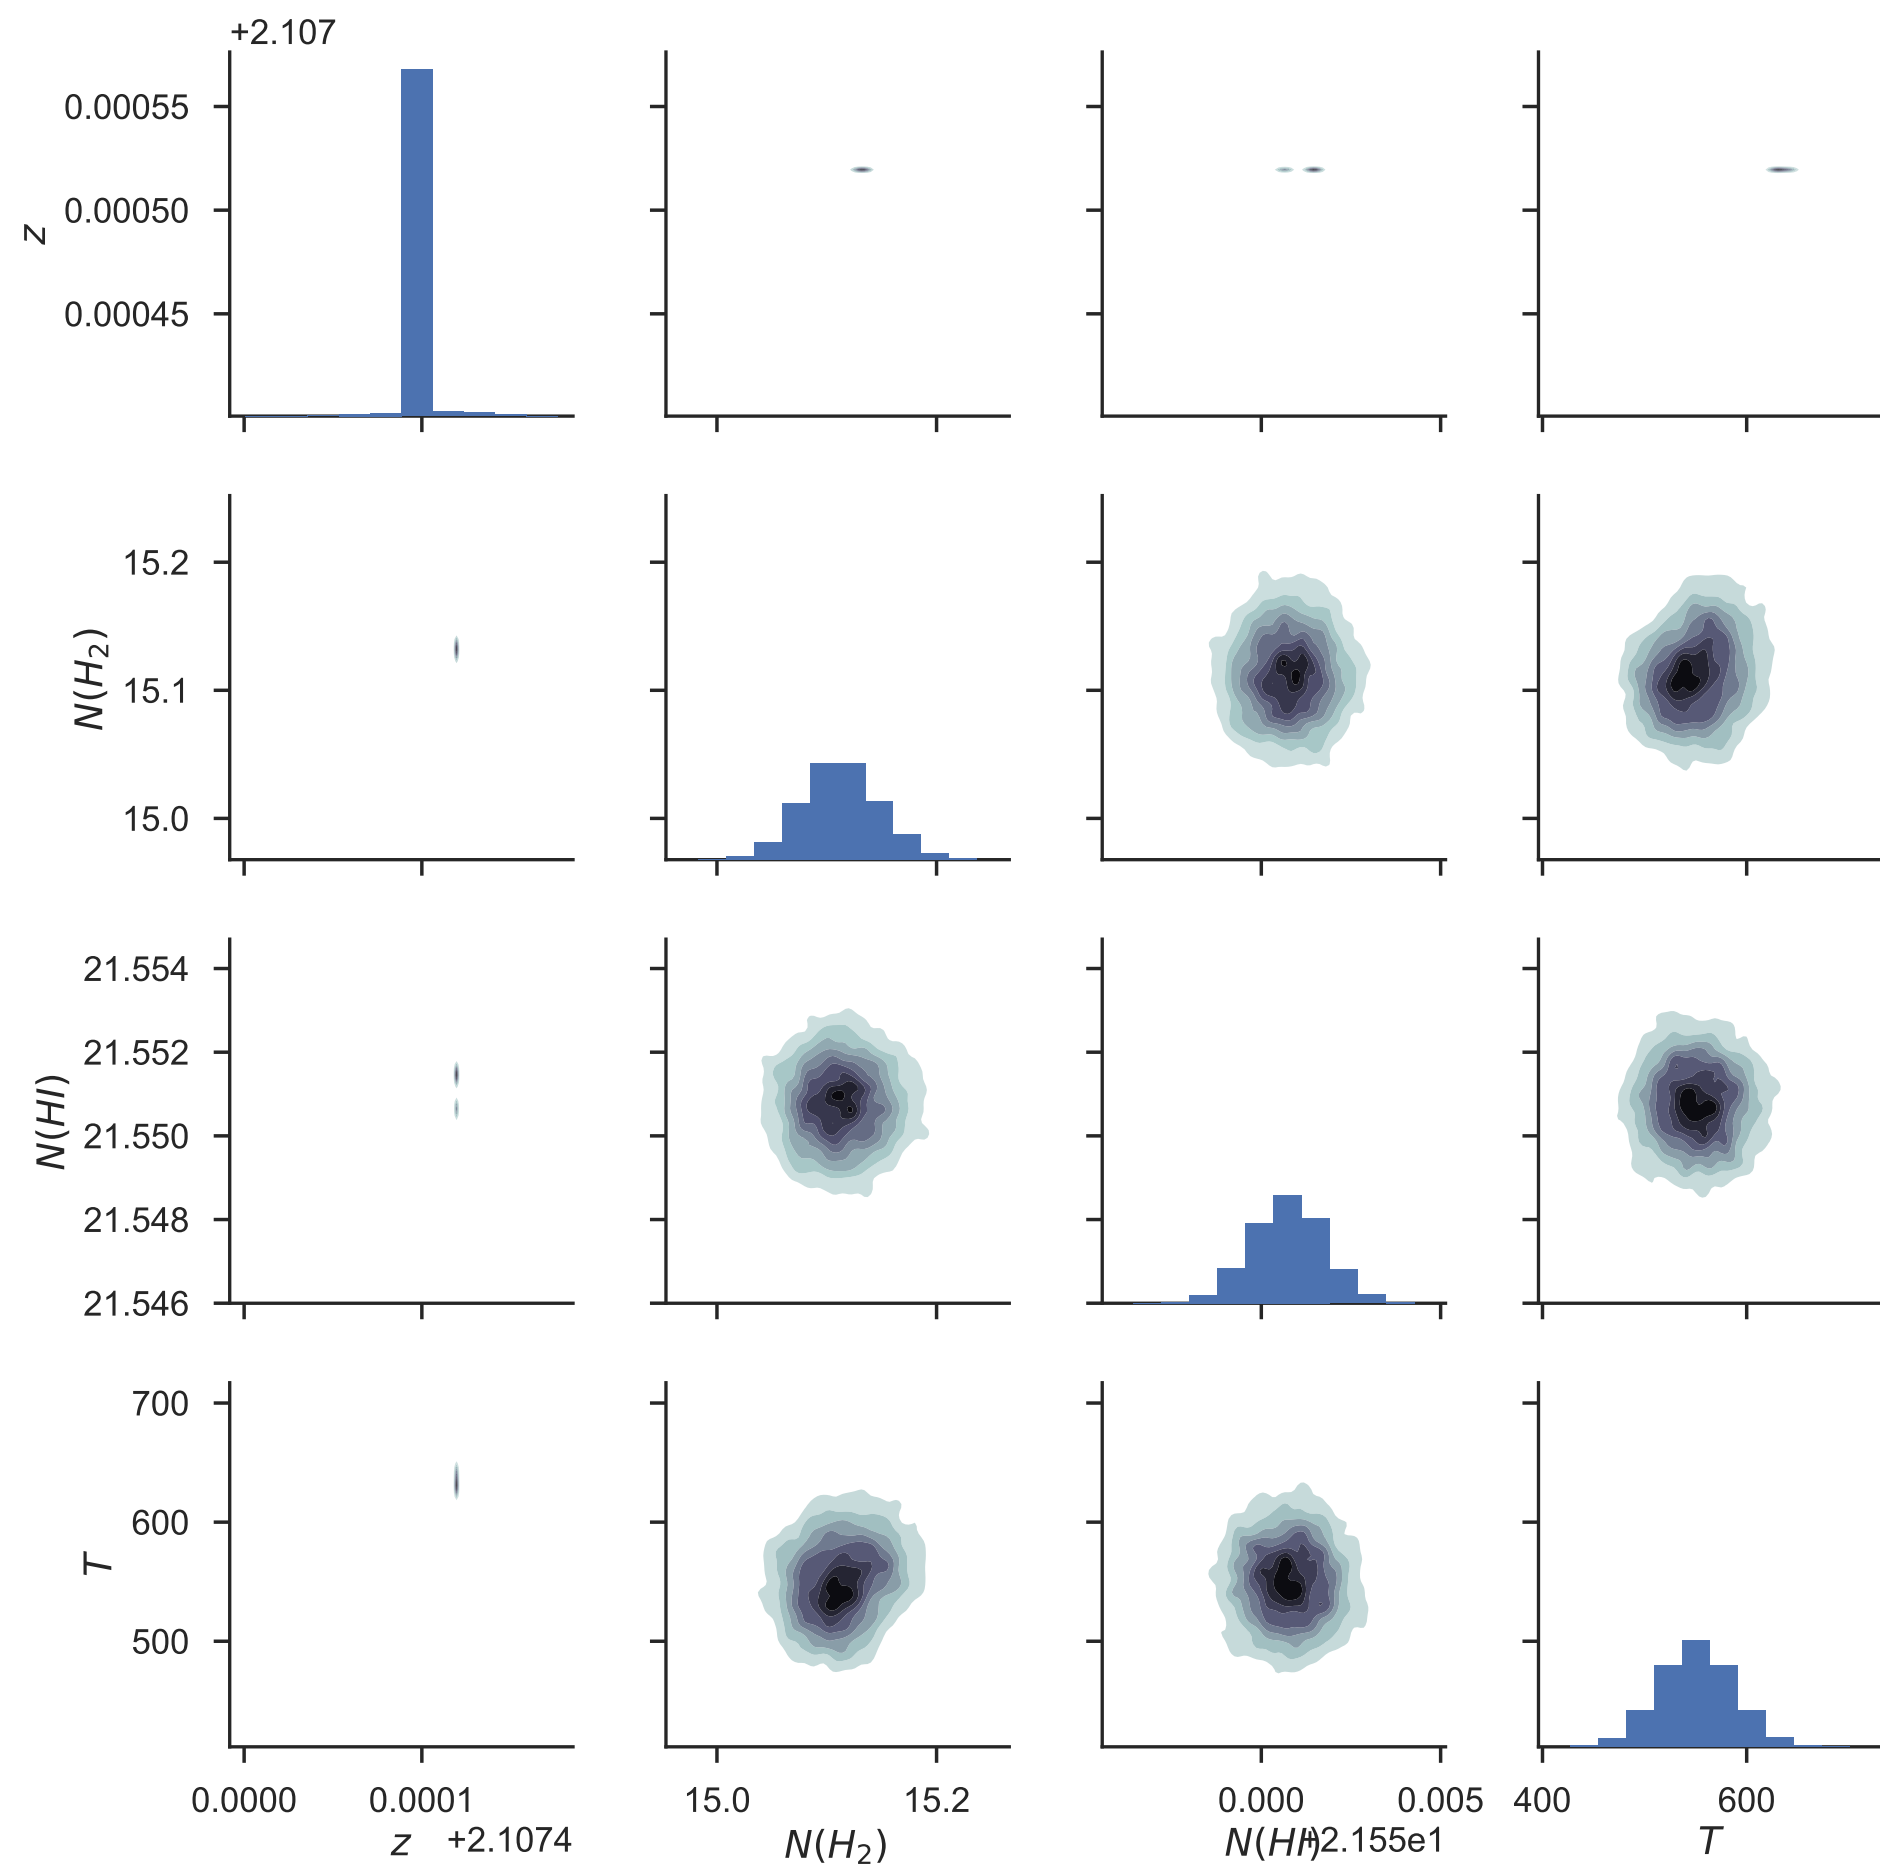 +2.107
0.00055
0.00050
0.00045
z
15.2
15.1
15.0
N(H₂)
21.554
21.552
21.550
21.548
21.546
N(HI)
700
600
500
T
0.0000 0.0001 15.0 15.2 0.000 0.005 400 600
z +2.1074 N(H₂) N(HI) +2.155e1 T